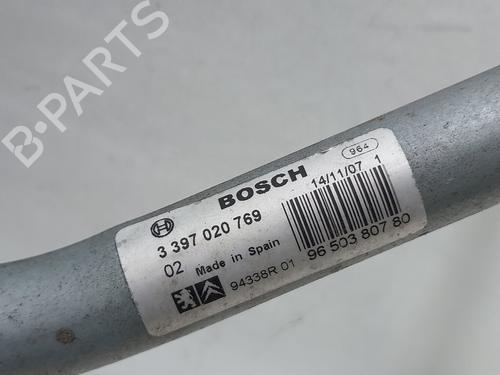 B-PARTS
BOSCH
964
3 397 020 769
14/11/07 1
02 Made in Spain
94338R 01
96 503 807 80